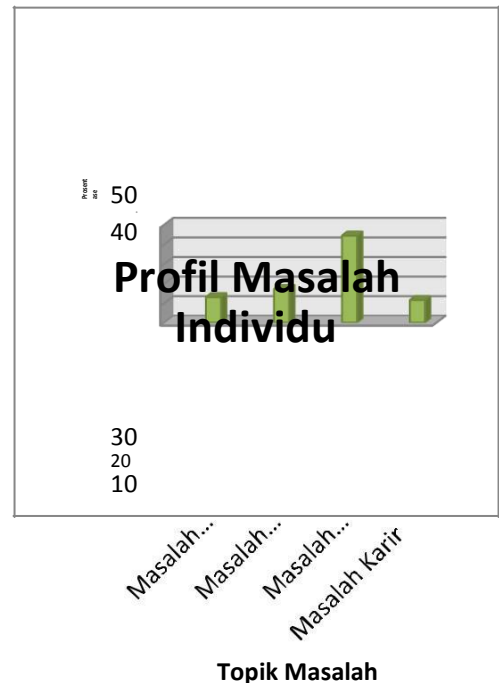 Prosent
ase
50
40
Profil Masalah
Individu
30
20
10
Masalah...
Masalah...
Masalah...
Masalah Karir
Topik Masalah